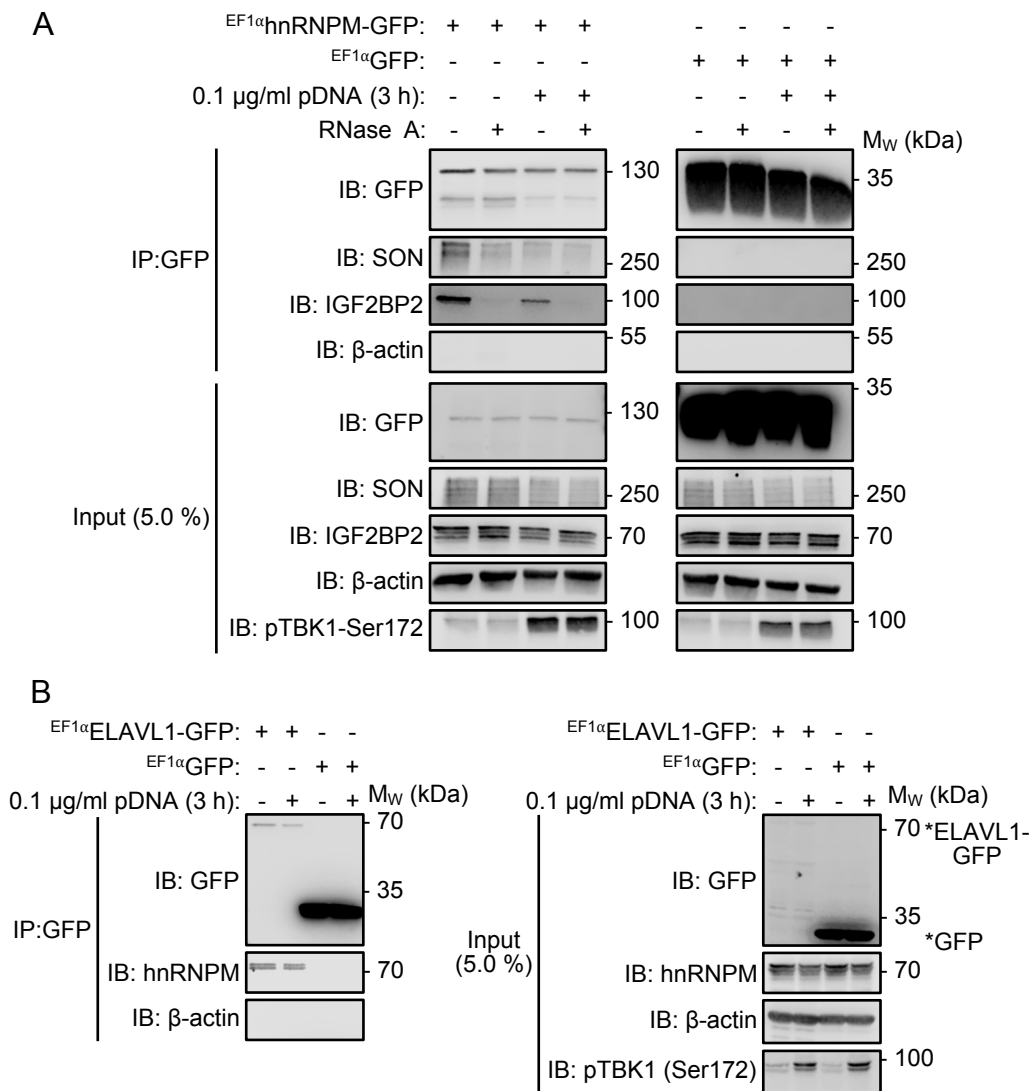 A
EF1αhnRNPM-GFP: + + + + - - - -
EF1αGFP: - - - - + + + +
0.1 µg/ml pDNA (3 h): - - + + - - + +
RNase A: - + - + - + - +
Mw (kDa)
IP:GFP
IB: GFP 130 35
IB: SON 250 250
IB: IGF2BP2 100 100
IB: β-actin 55 55
Input (5.0 %)
IB: GFP 130 35
IB: SON 250 250
IB: IGF2BP2 70 70
IB: β-actin
IB: pTBK1-Ser172 100 100
B
EF1αELAVL1-GFP: + + - -
EF1αGFP: - - + +
0.1 µg/ml pDNA (3 h): - + - + Mw (kDa)
IP:GFP
IB: GFP
70
35
IB: hnRNPM 70
IB: β-actin
EF1αELAVL1-GFP: + + - -
EF1αGFP: - - + +
0.1 µg/ml pDNA (3 h): - + - + Mw (kDa)
Input
(5.0 %)
IB: GFP
70 *ELAVL1-
GFP
35
*GFP
IB: hnRNPM 70
IB: β-actin
IB: pTBK1 (Ser172) 100